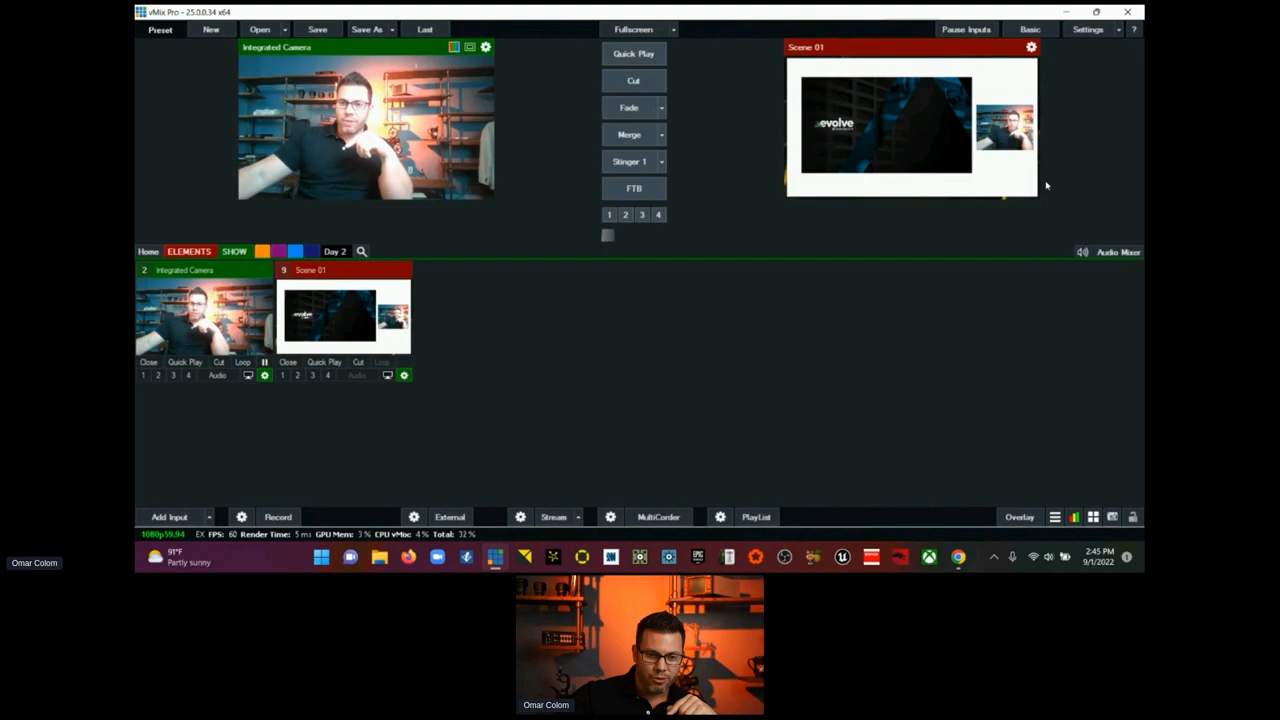 vMix Pro - 25.0.0.34 x64
Preset New Open Save Save As Last Fullscreen Pause Inputs Basic Settings ?
Integrated Camera
Scene 01
Quick Play
Cut
Fade
Merge
Stinger 1
FTB
1 2 3 4
evolve
Home ELEMENTS SHOW Day 2 Audio Mixer
2 Integrated Camera
9 Scene 01
evolve
Close Quick Play Cut Loop Close Quick Play Cut Loop
1 2 3 4 Audio 1 2 3 4 Audio
Add Input Record External Stream MultiCorder PlayList Overlay
1080p59.94 EX FPS: 60 Render Time: 5 ms GPU Mem: 3 % CPU vMix: 4 % Total: 32 %
91°F
Partly sunny
2:45 PM
9/1/2022
Omar Colom
Omar Colom